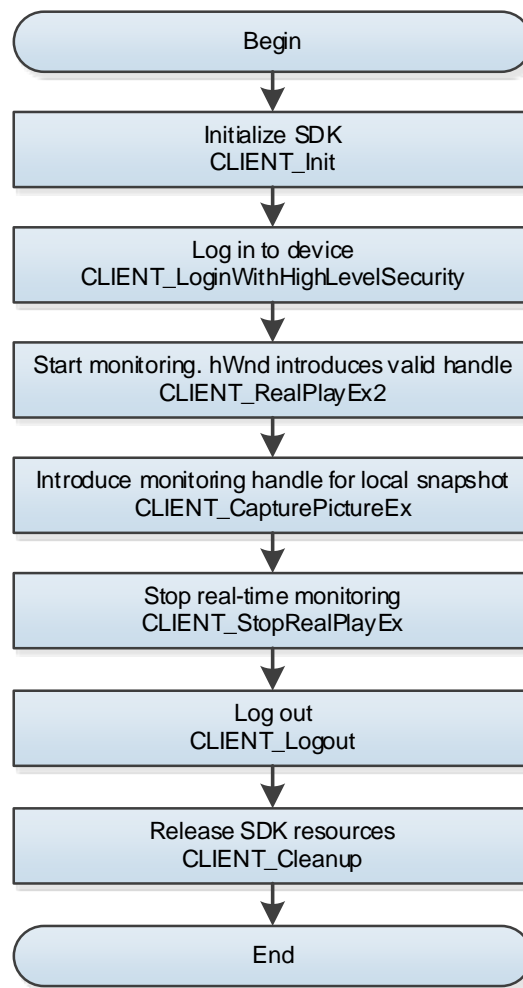 Begin
Initialize SDK
CLIENT_Init
Log in to device
CLIENT_LoginWithHighLevelSecurity
Start monitoring. hWnd introduces valid handle
CLIENT_RealPlayEx2
Introduce monitoring handle for local snapshot
CLIENT_CapturePictureEx
Stop real-time monitoring
CLIENT_StopRealPlayEx
Log out
CLIENT_Logout
Release SDK resources
CLIENT_Cleanup
End